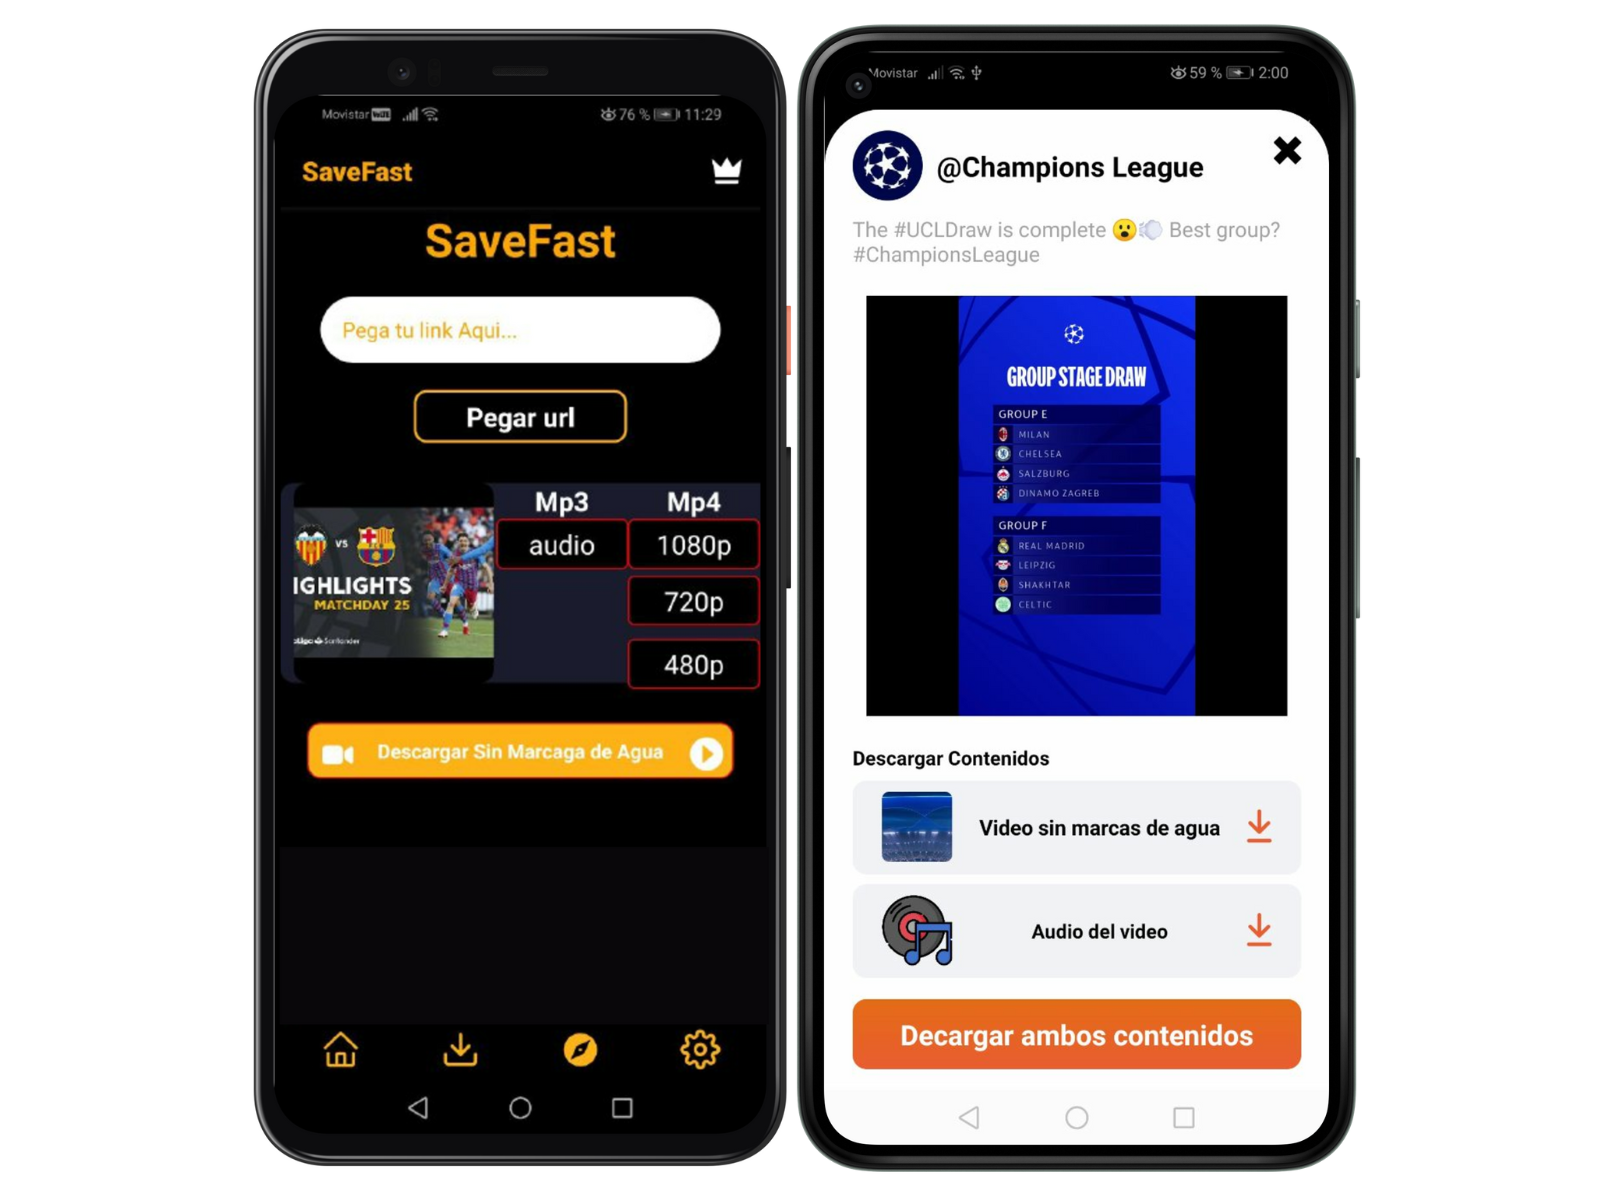 Movistar VoLTE 76 % 11:29
SaveFast
SaveFast
Pega tu link Aqui...
Pegar url
Mp3 Mp4
audio 1080p
720p
480p
VS
IGHLIGHTS
MATCHDAY 25
Santander
Descargar Sin Marcaga de Agua
Movistar 59 % 2:00
@Champions League
The #UCLDraw is complete 😮💨 Best group?
#ChampionsLeague
GROUP STAGE DRAW
GROUP E
MILAN
CHELSEA
SALZBURG
DINAMO ZAGREB
GROUP F
REAL MADRID
LEIPZIG
SHAKHTAR
CELTIC
Descargar Contenidos
Video sin marcas de agua
Audio del video
Decargar ambos contenidos